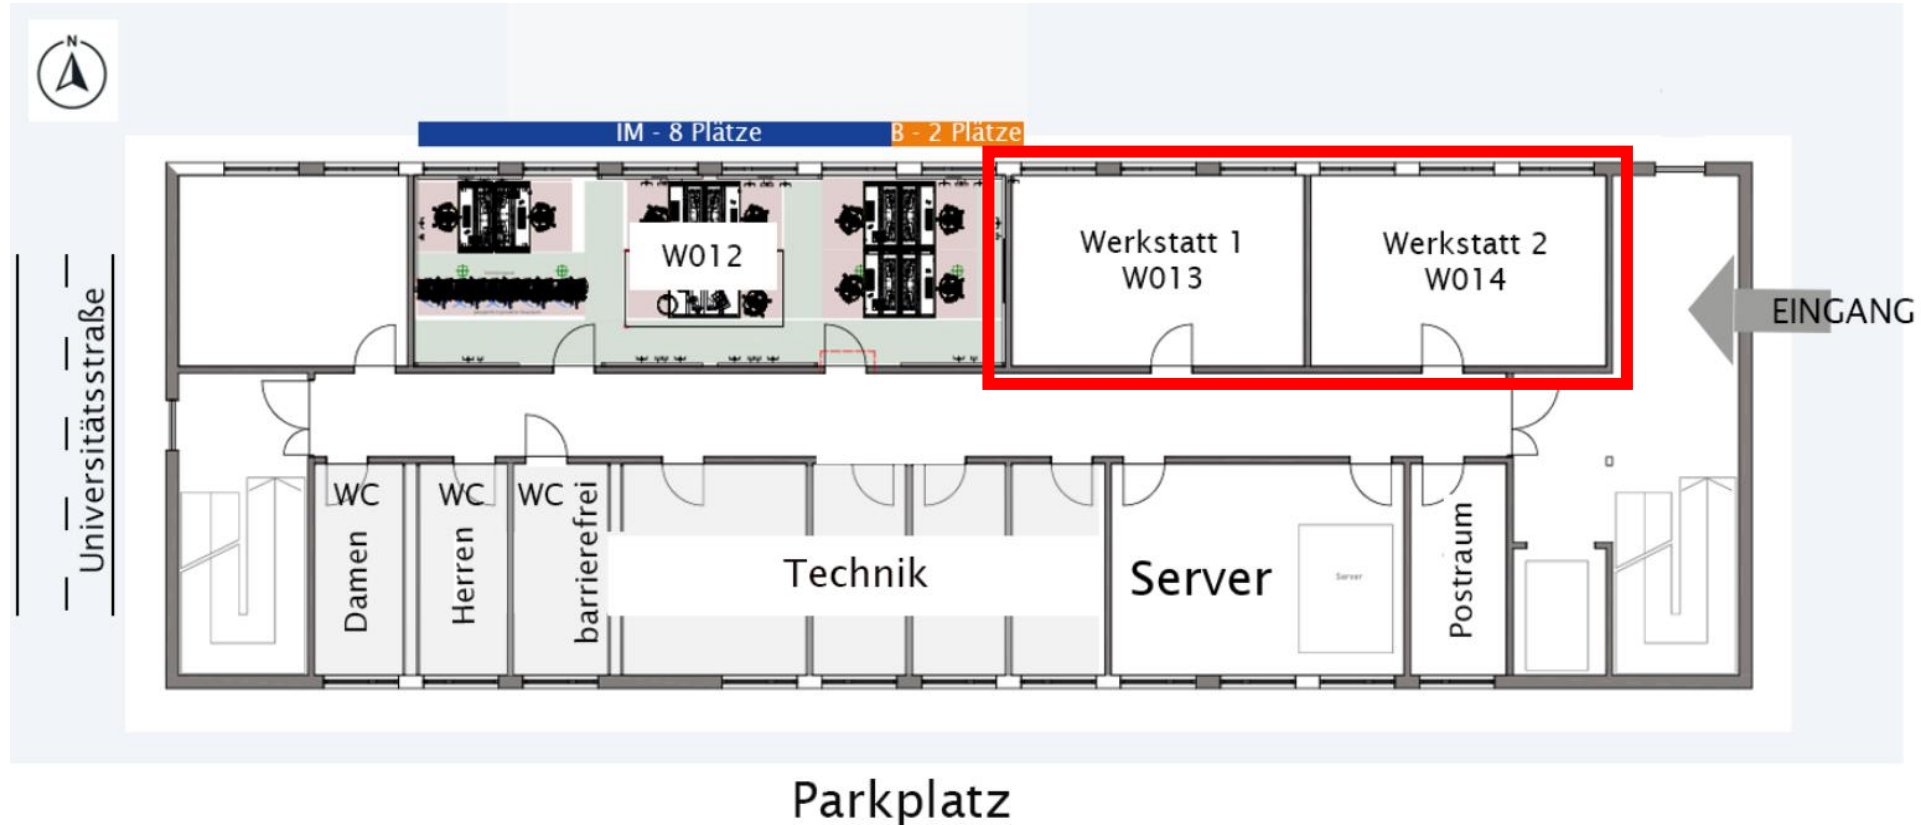 N
IM - 8 Plätze
B - 2 Plätze
W012
Werkstatt 1
W013
Werkstatt 2
W014
EINGANG
Universitätsstraße
WC
Damen
WC
Herren
WC
barrierefrei
Technik
Server
Server
Postraum
Parkplatz